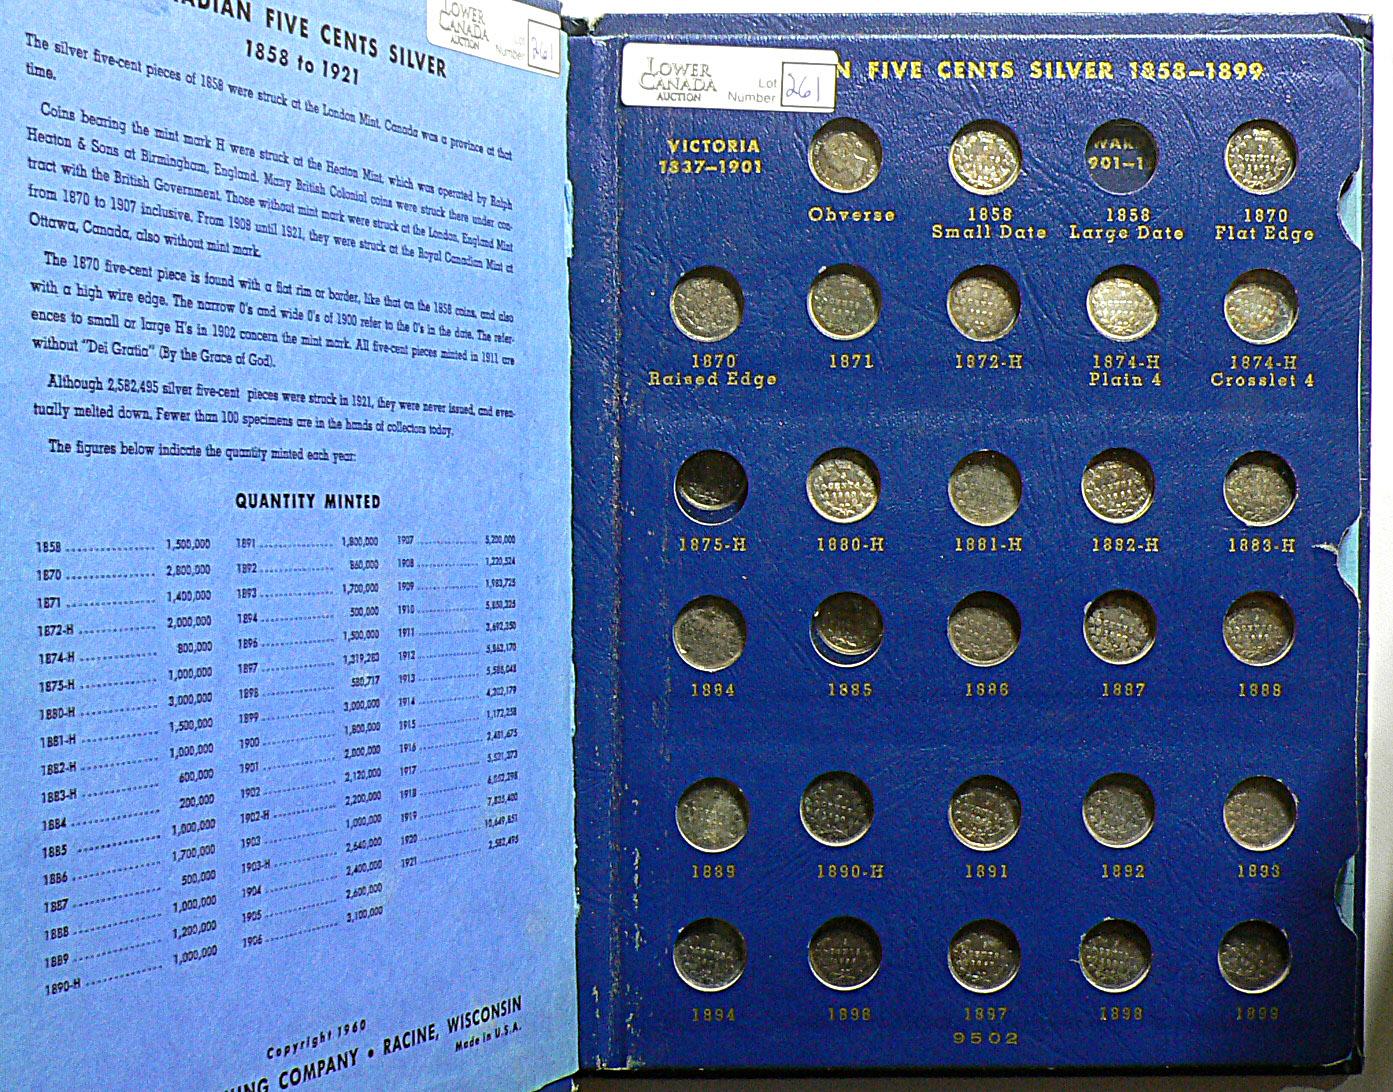 FIVE CENTS SILVER
1858 to 1921
LOWER
CANADA
AUCTION
Lot
Number
261
The silver five-cent pieces of 1858 were struck at the London Mint. Canada was a province at that
time.
Coins bearing the mint mark H were struck at the Heaton Mint, which was operated by Ralph
Heaton & Sons at Birmingham, England. Many British Colonial coins were struck there under con-
tract with the British Government. Those without mint mark were struck at the London, England Mint
from 1870 to 1907 inclusive. From 1908 until 1921, they were struck at the Royal Canadian Mint at
Ottawa, Canada, also without mint mark.
The 1870 five-cent piece is found with a flat rim or border, like that on the 1858 coins, and also
with a high wire edge. The narrow 0's and wide 0's of 1900 refer to the 0's in the date. The refer-
ences to small or large H's in 1902 concern the mint mark. All five-cent pieces minted in 1911 are
without "Dei Gratia" (By the Grace of God).
Although 2,582,495 silver five-cent pieces were struck in 1921, they were never issued, and even-
tually melted down. Fewer than 100 specimens are in the hands of collectors today.
The figures below indicate the quantity minted each year:
QUANTITY MINTED
1858 1,500,000
1870 2,800,000
1871 1,400,000
1872-H 2,000,000
1874-H 800,000
1875-H 1,000,000
1880-H 3,000,000
1881-H 1,500,000
1882-H 1,000,000
1883-H 600,000
1884 200,000
1885 1,000,000
1886 1,700,000
1887 500,000
1888 1,000,000
1889 1,200,000
1890-H 1,000,000
1891 1,800,000
1892 860,000
1893 1,700,000
1894 500,000
1896 1,500,000
1897 1,319,283
1898 580,717
1899 3,000,000
1900 1,800,000
1901 2,000,000
1902 2,120,000
1902-H 2,200,000
1903 1,000,000
1903-H 2,640,000
1904 2,400,000
1905 2,600,000
1906 3,100,000
1907 5,200,000
1908 1,220,524
1909 1,983,725
1910 5,850,325
1911 3,692,350
1912 5,863,170
1913 5,588,048
1914 4,202,179
1915 1,172,258
1916 2,481,675
1917 5,521,373
1918 6,052,298
1919 7,835,400
1920 10,649,851
1921 2,582,495
Copyright 1960
COMPANY • RACINE, WISCONSIN
Made in U.S.A.
LOWER
CANADA
AUCTION
Lot
Number
261
FIVE CENTS SILVER 1858–1899
VICTORIA
1837–1901
Obverse
1858
Small Date
1858
Large Date
1870
Flat Edge
1870
Raised Edge
1871
1872-H
1874-H
Plain 4
1874-H
Crosslet 4
1875-H
1880-H
1881-H
1882-H
1883-H
1884
1885
1886
1887
1888
1889
1890-H
1891
1892
1893
1894
1896
1897
1898
1899
9502